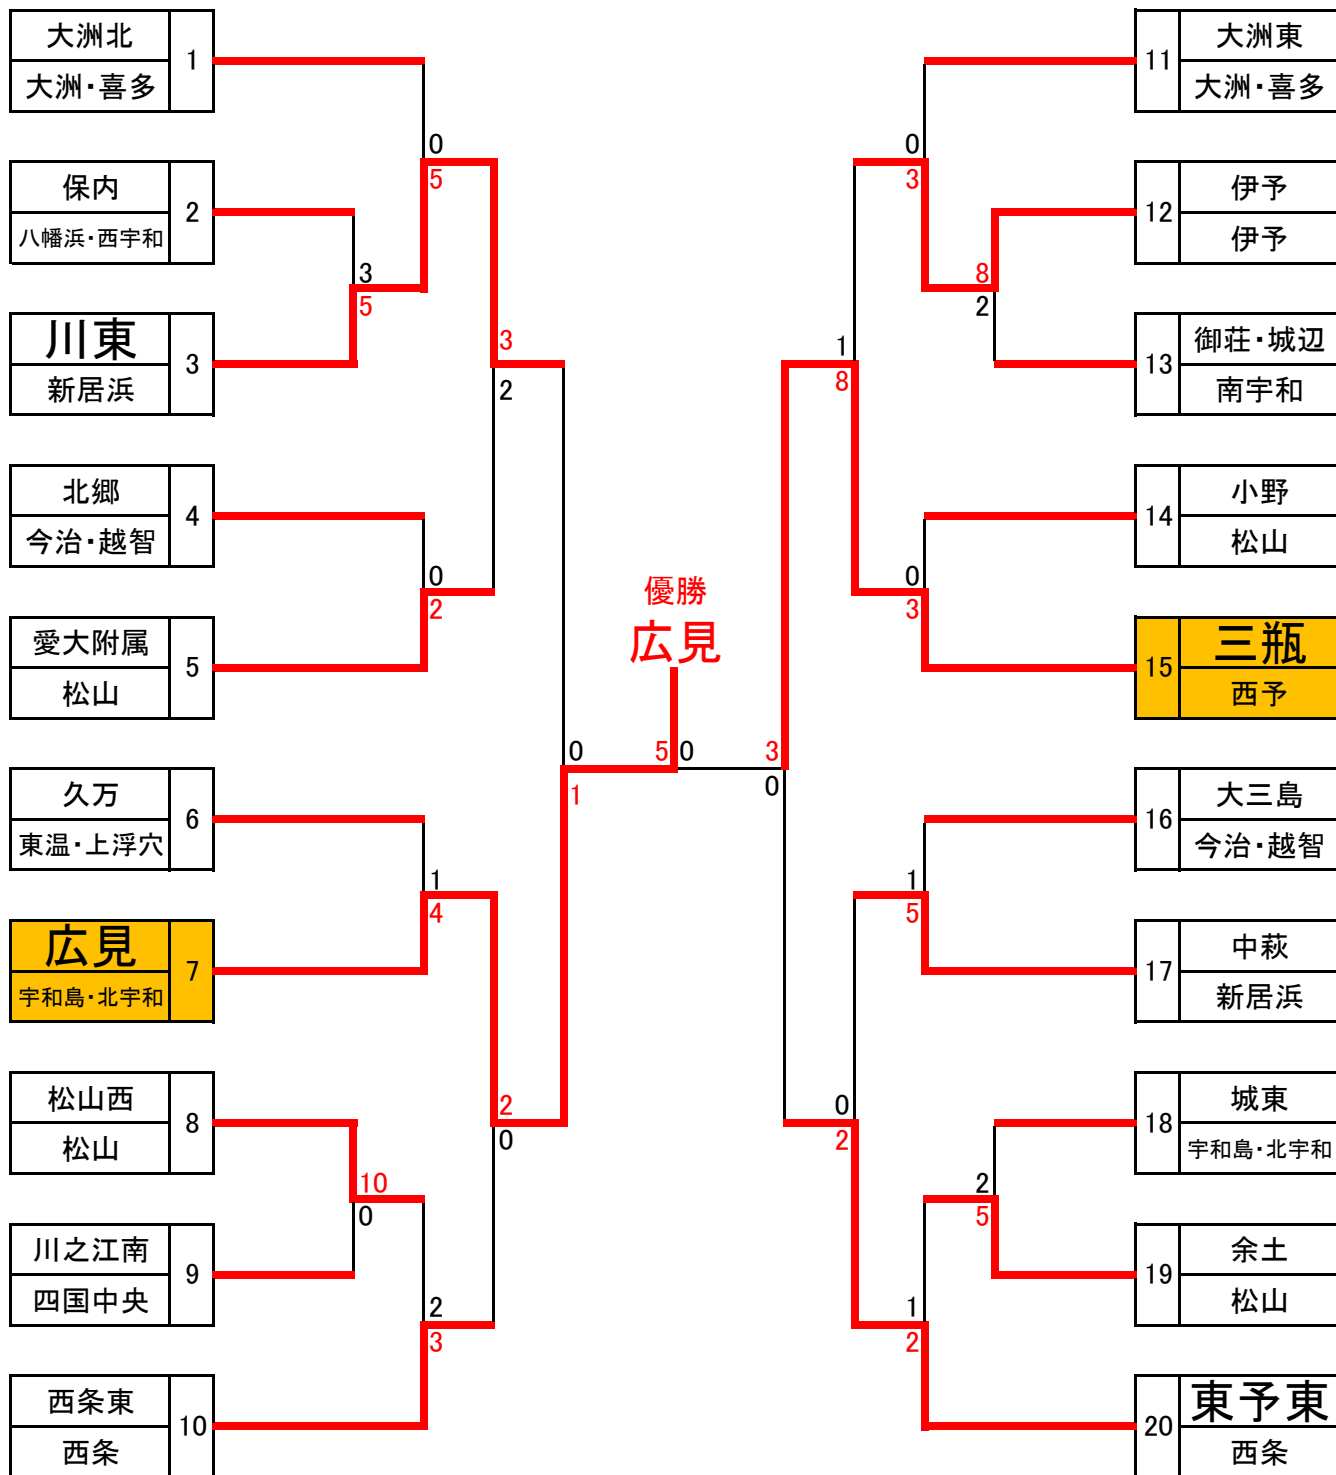 大洲北
大洲・喜多
1
保内
八幡浜・西宇和
2
川東
新居浜
3
北郷
今治・越智
4
愛大附属
松山
5
久万
東温・上浮穴
6
広見
宇和島・北宇和
7
松山西
松山
8
川之江南
四国中央
9
西条東
西条
10
0
5
3
5
3
2
0
2
0
1
1
4
2
0
10
0
2
3
優勝
広見
5
0
3
0
0
3
8
2
1
8
0
3
1
5
0
2
2
5
1
2
11
大洲東
大洲・喜多
12
伊予
伊予
13
御荘・城辺
南宇和
14
小野
松山
15
三瓶
西予
16
大三島
今治・越智
17
中萩
新居浜
18
城東
宇和島・北宇和
19
余土
松山
20
東予東
西条